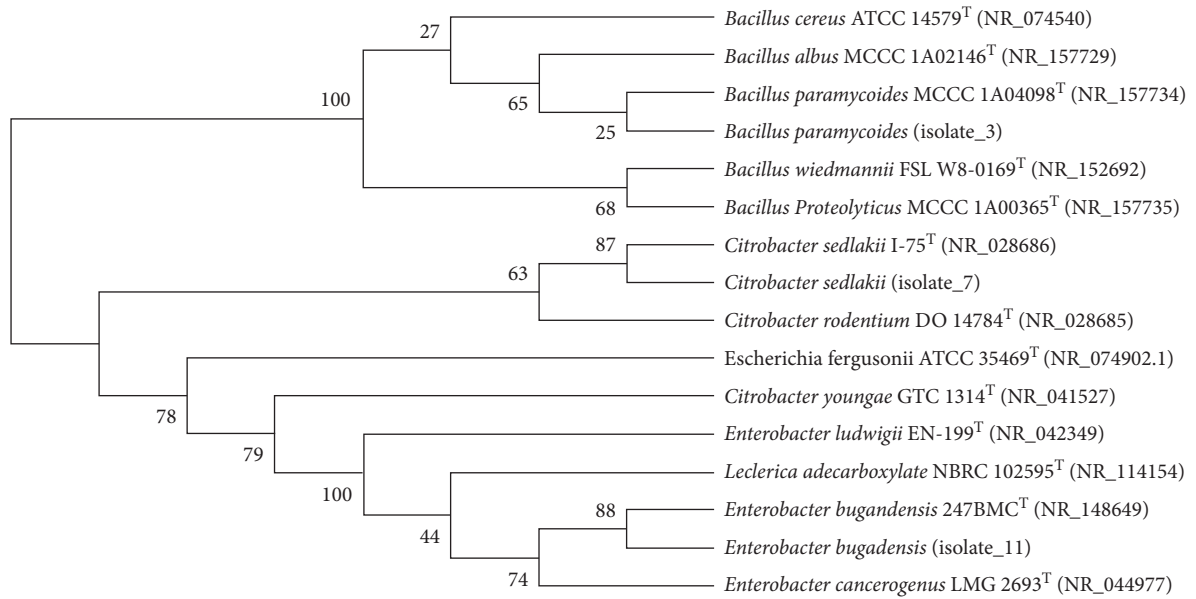 Bacillus cereus ATCC 14579T (NR_074540)
27
Bacillus albus MCCC 1A02146T (NR_157729)
Bacillus paramycoides MCCC 1A04098T (NR_157734)
100
65
Bacillus paramycoides (isolate_3)
25
Bacillus wiedmannii FSL W8-0169T (NR_152692)
Bacillus Proteolyticus MCCC 1A00365T (NR_157735)
68
Citrobacter sedlakii I-75T (NR_028686)
87
63
Citrobacter sedlakii (isolate_7)
Citrobacter rodentium DO 14784T (NR_028685)
Escherichia fergusonii ATCC 35469T (NR_074902.1)
Citrobacter youngae GTC 1314T (NR_041527)
78
Enterobacter ludwigii EN-199T (NR_042349)
79
Leclerica adecarboxylate NBRC 102595T (NR_114154)
100
Enterobacter bugandensis 247BMCT (NR_148649)
88
44
Enterobacter bugadensis (isolate_11)
74
Enterobacter cancerogenus LMG 2693T (NR_044977)